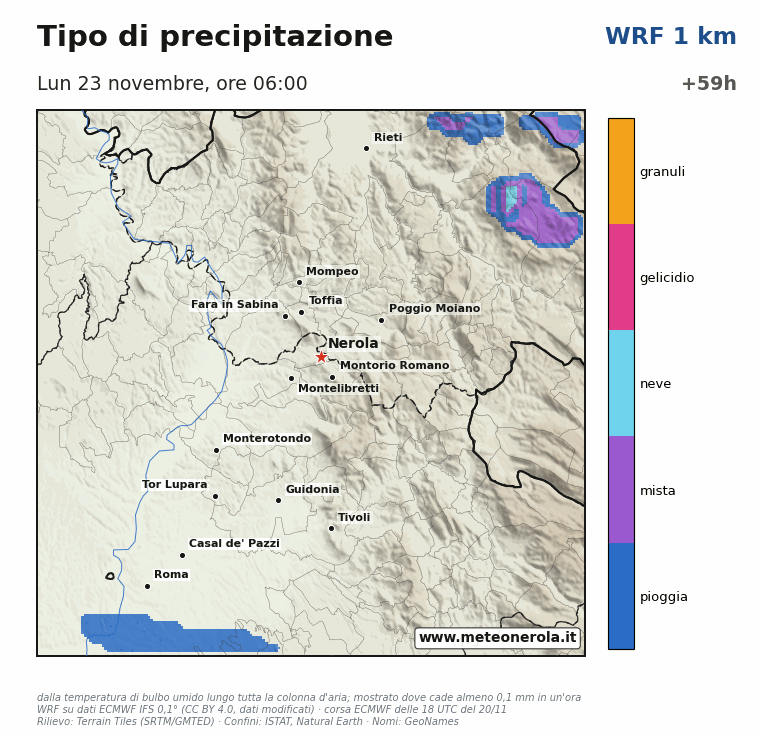 Tipo di precipitazione
WRF 1 km
Lun 23 novembre, ore 06:00
+59h
Rieti
Mompeo
Fara in Sabina
Toffia
Poggio Moiano
Nerola
Montorio Romano
Montelibretti
Monterotondo
Tor Lupara
Guidonia
Tivoli
Casal de' Pazzi
Roma
www.meteonerola.it
granuli
gelicidio
neve
mista
pioggia
dalla temperatura di bulbo umido lungo tutta la colonna d'aria; mostrato dove cade almeno 0,1 mm in un'ora
WRF su dati ECMWF IFS 0,1° (CC BY 4.0, dati modificati) · corsa ECMWF delle 18 UTC del 20/11
Rilievo: Terrain Tiles (SRTM/GMTED) · Confini: ISTAT, Natural Earth · Nomi: GeoNames